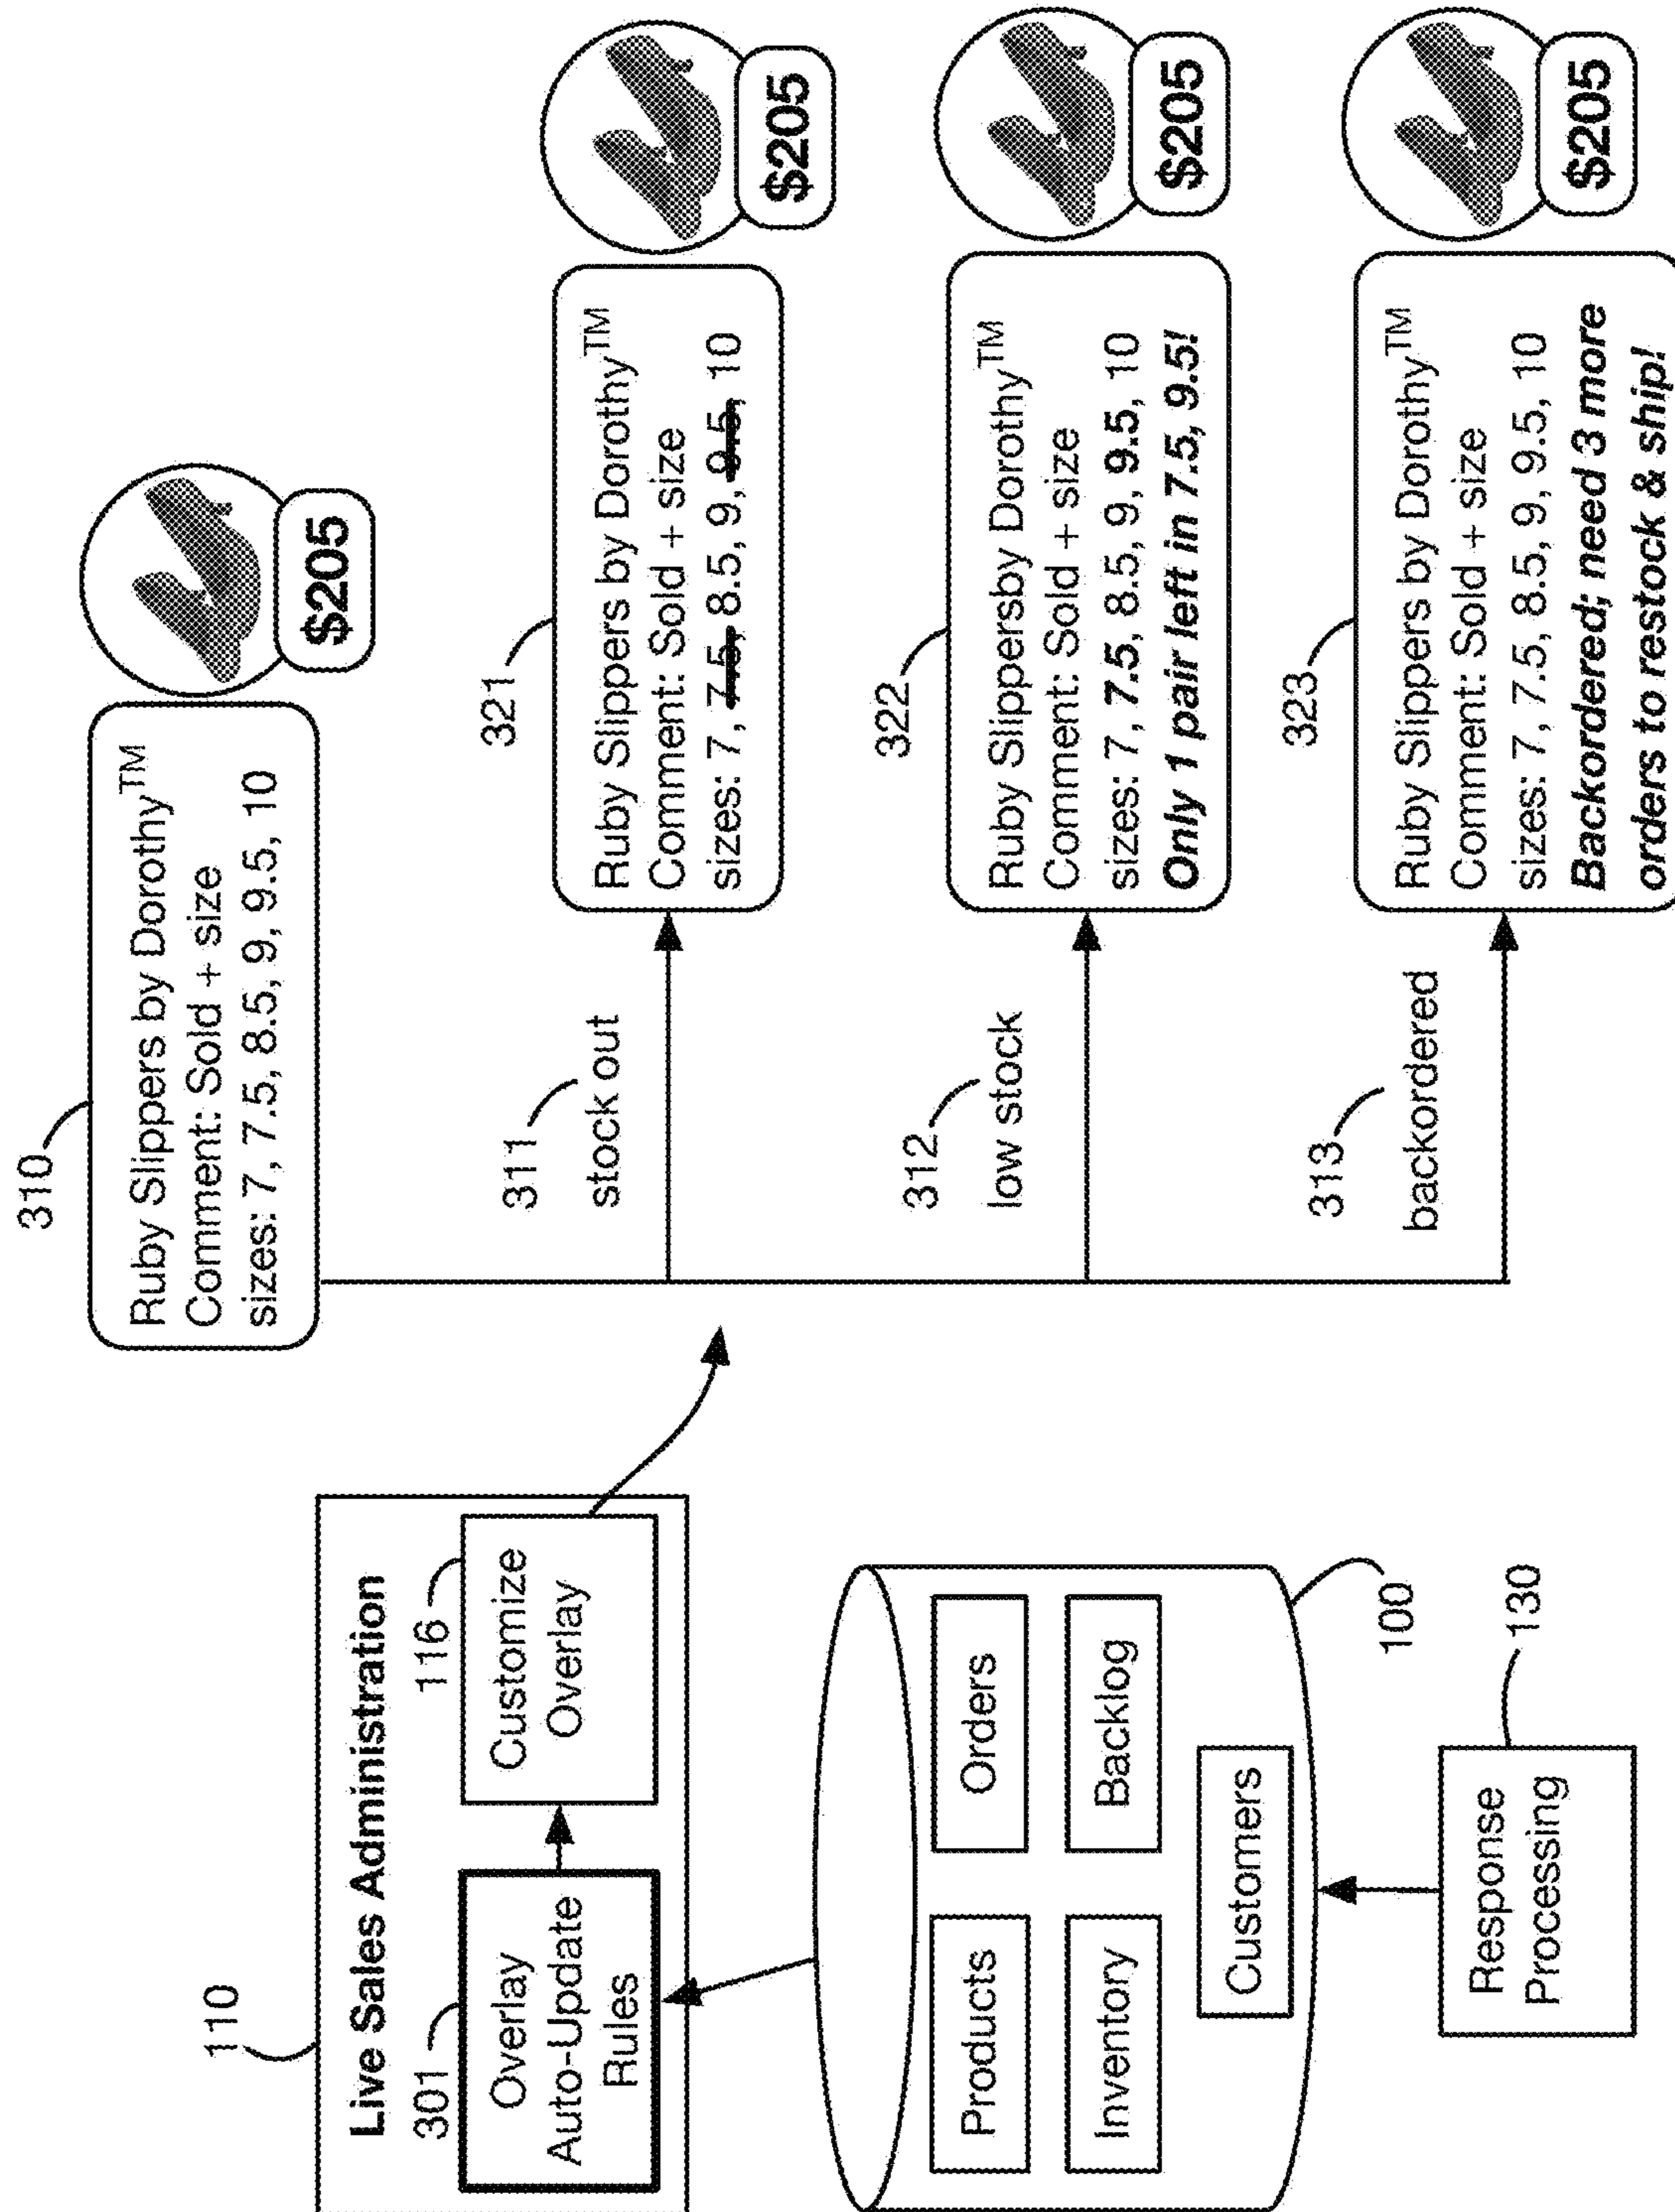 110
Live Sales Administration
301
Overlay
Auto-Update
Rules
116
Customize
Overlay
Products
Orders
Inventory
Backlog
Customers
100
Response
Processing
130
310
Ruby Slippers by Dorothy™
Comment: Sold + size
sizes: 7, 7.5, 8.5, 9, 9.5, 10
$205
311
stock out
321
Ruby Slippers by Dorothy™
Comment: Sold + size
sizes: 7, 7.5, 8.5, 9, 9.5, 10
$205
312
low stock
322
Ruby Slippersby Dorothy™
Comment: Sold + size
sizes: 7, 7.5, 8.5, 9, 9.5, 10
Only 1 pair left in 7.5, 9.5!
$205
313
backordered
323
Ruby Slippers by Dorothy™
Comment: Sold + size
sizes: 7, 7.5, 8.5, 9, 9.5, 10
Backordered; need 3 more
orders to restock & ship!
$205